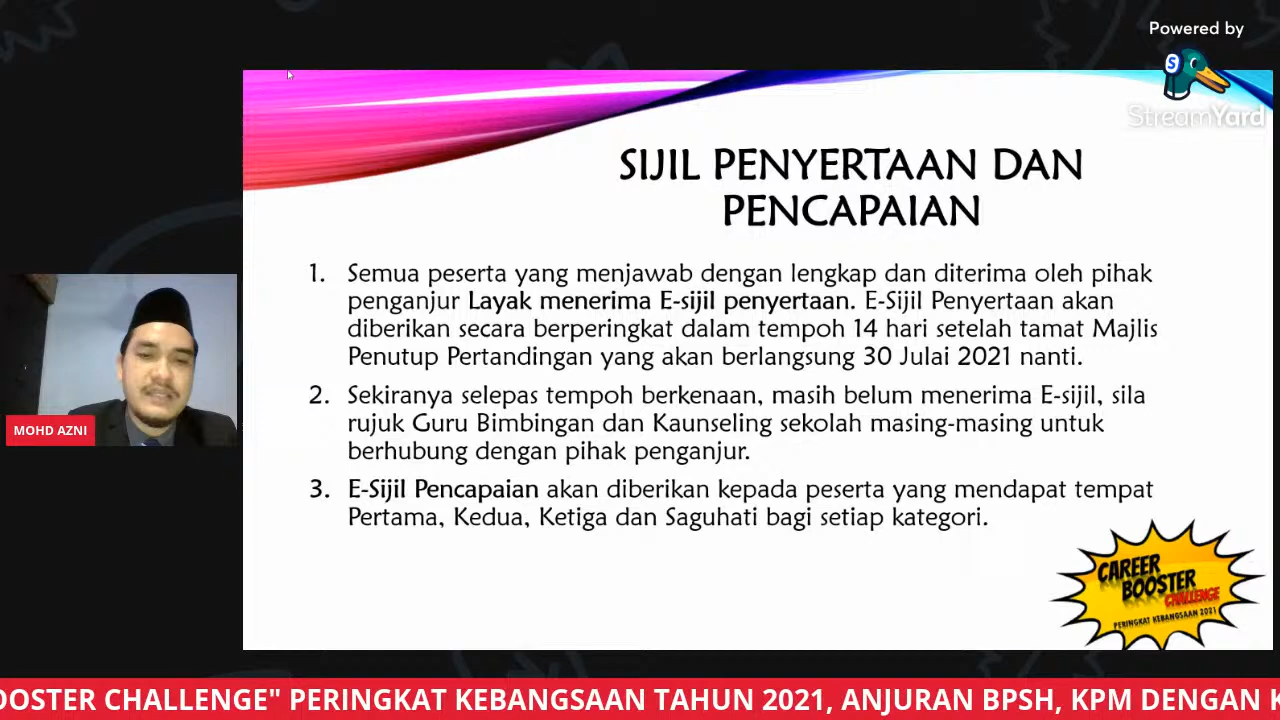 Powered by
S
StreamYard
SIJIL PENYERTAAN DAN
PENCAPAIAN
1. Semua peserta yang menjawab dengan lengkap dan diterima oleh pihak
penganjur Layak menerima E-sijil penyertaan. E-Sijil Penyertaan akan
diberikan secara berperingkat dalam tempoh 14 hari setelah tamat Majlis
Penutup Pertandingan yang akan berlangsung 30 Julai 2021 nanti.
2. Sekiranya selepas tempoh berkenaan, masih belum menerima E-sijil, sila
rujuk Guru Bimbingan dan Kaunseling sekolah masing-masing untuk
berhubung dengan pihak penganjur.
3. E-Sijil Pencapaian akan diberikan kepada peserta yang mendapat tempat
Pertama, Kedua, Ketiga dan Saguhati bagi setiap kategori.
MOHD AZNI
CAREER
BOOSTER
CHALLENGE
PERINGKAT KEBANGSAAN 2021
OOSTER CHALLENGE" PERINGKAT KEBANGSAAN TAHUN 2021, ANJURAN BPSH, KPM DENGAN K